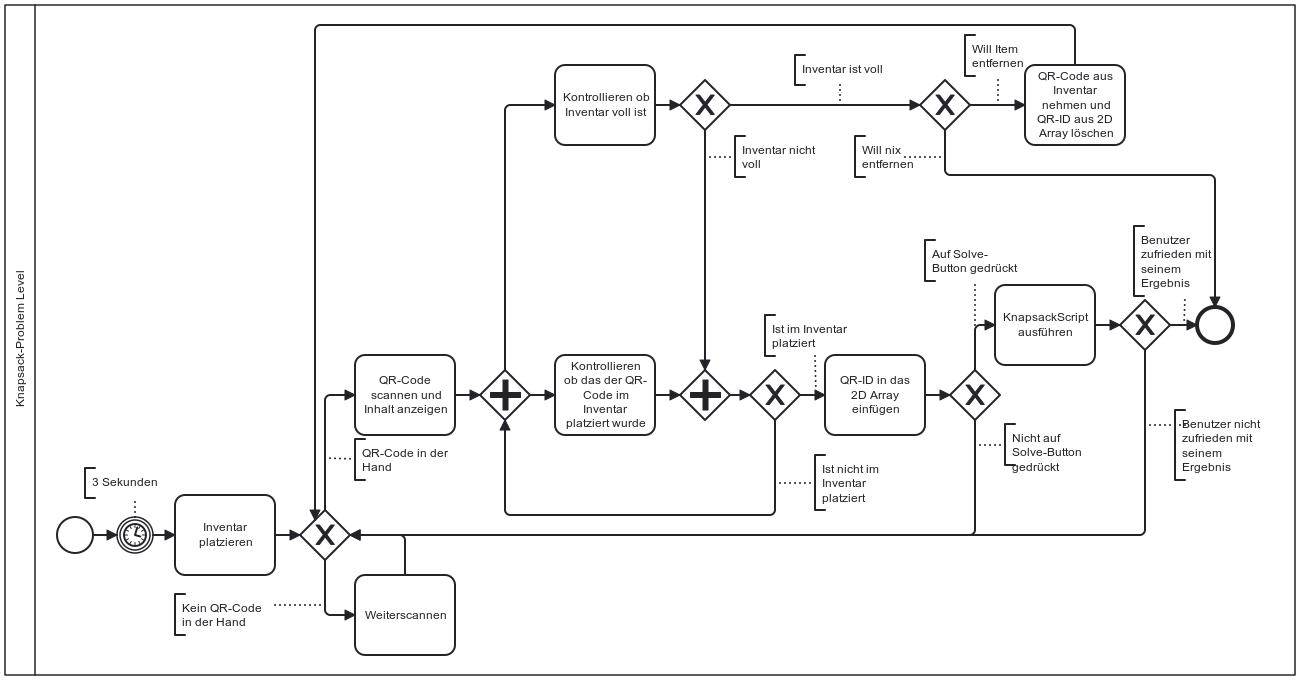 Knapsack-Problem Level
Will Item
entfernen
Inventar ist voll
QR-Code aus
Inventar
nehmen und
QR-ID aus 2D
Array löschen
Kontrollieren ob
Inventar voll ist
Inventar nicht
voll
Will nix
entfernen
Auf Solve-
Button gedrückt
Benutzer
zufrieden mit
seinem
Ergebnis
KnapsackScript
ausführen
Ist im Inventar
platziert
QR-Code
scannen und
Inhalt anzeigen
Kontrollieren
ob das der QR-
Code im
Inventar
platziert wurde
QR-ID in das
2D Array
einfügen
QR-Code in der
Hand
Nicht auf
Solve-Button
gedrückt
Benutzer nicht
zufrieden mit
seinem
Ergebnis
Ist nicht im
Inventar
platziert
3 Sekunden
Inventar
platzieren
Kein QR-Code
in der Hand
Weiterscannen